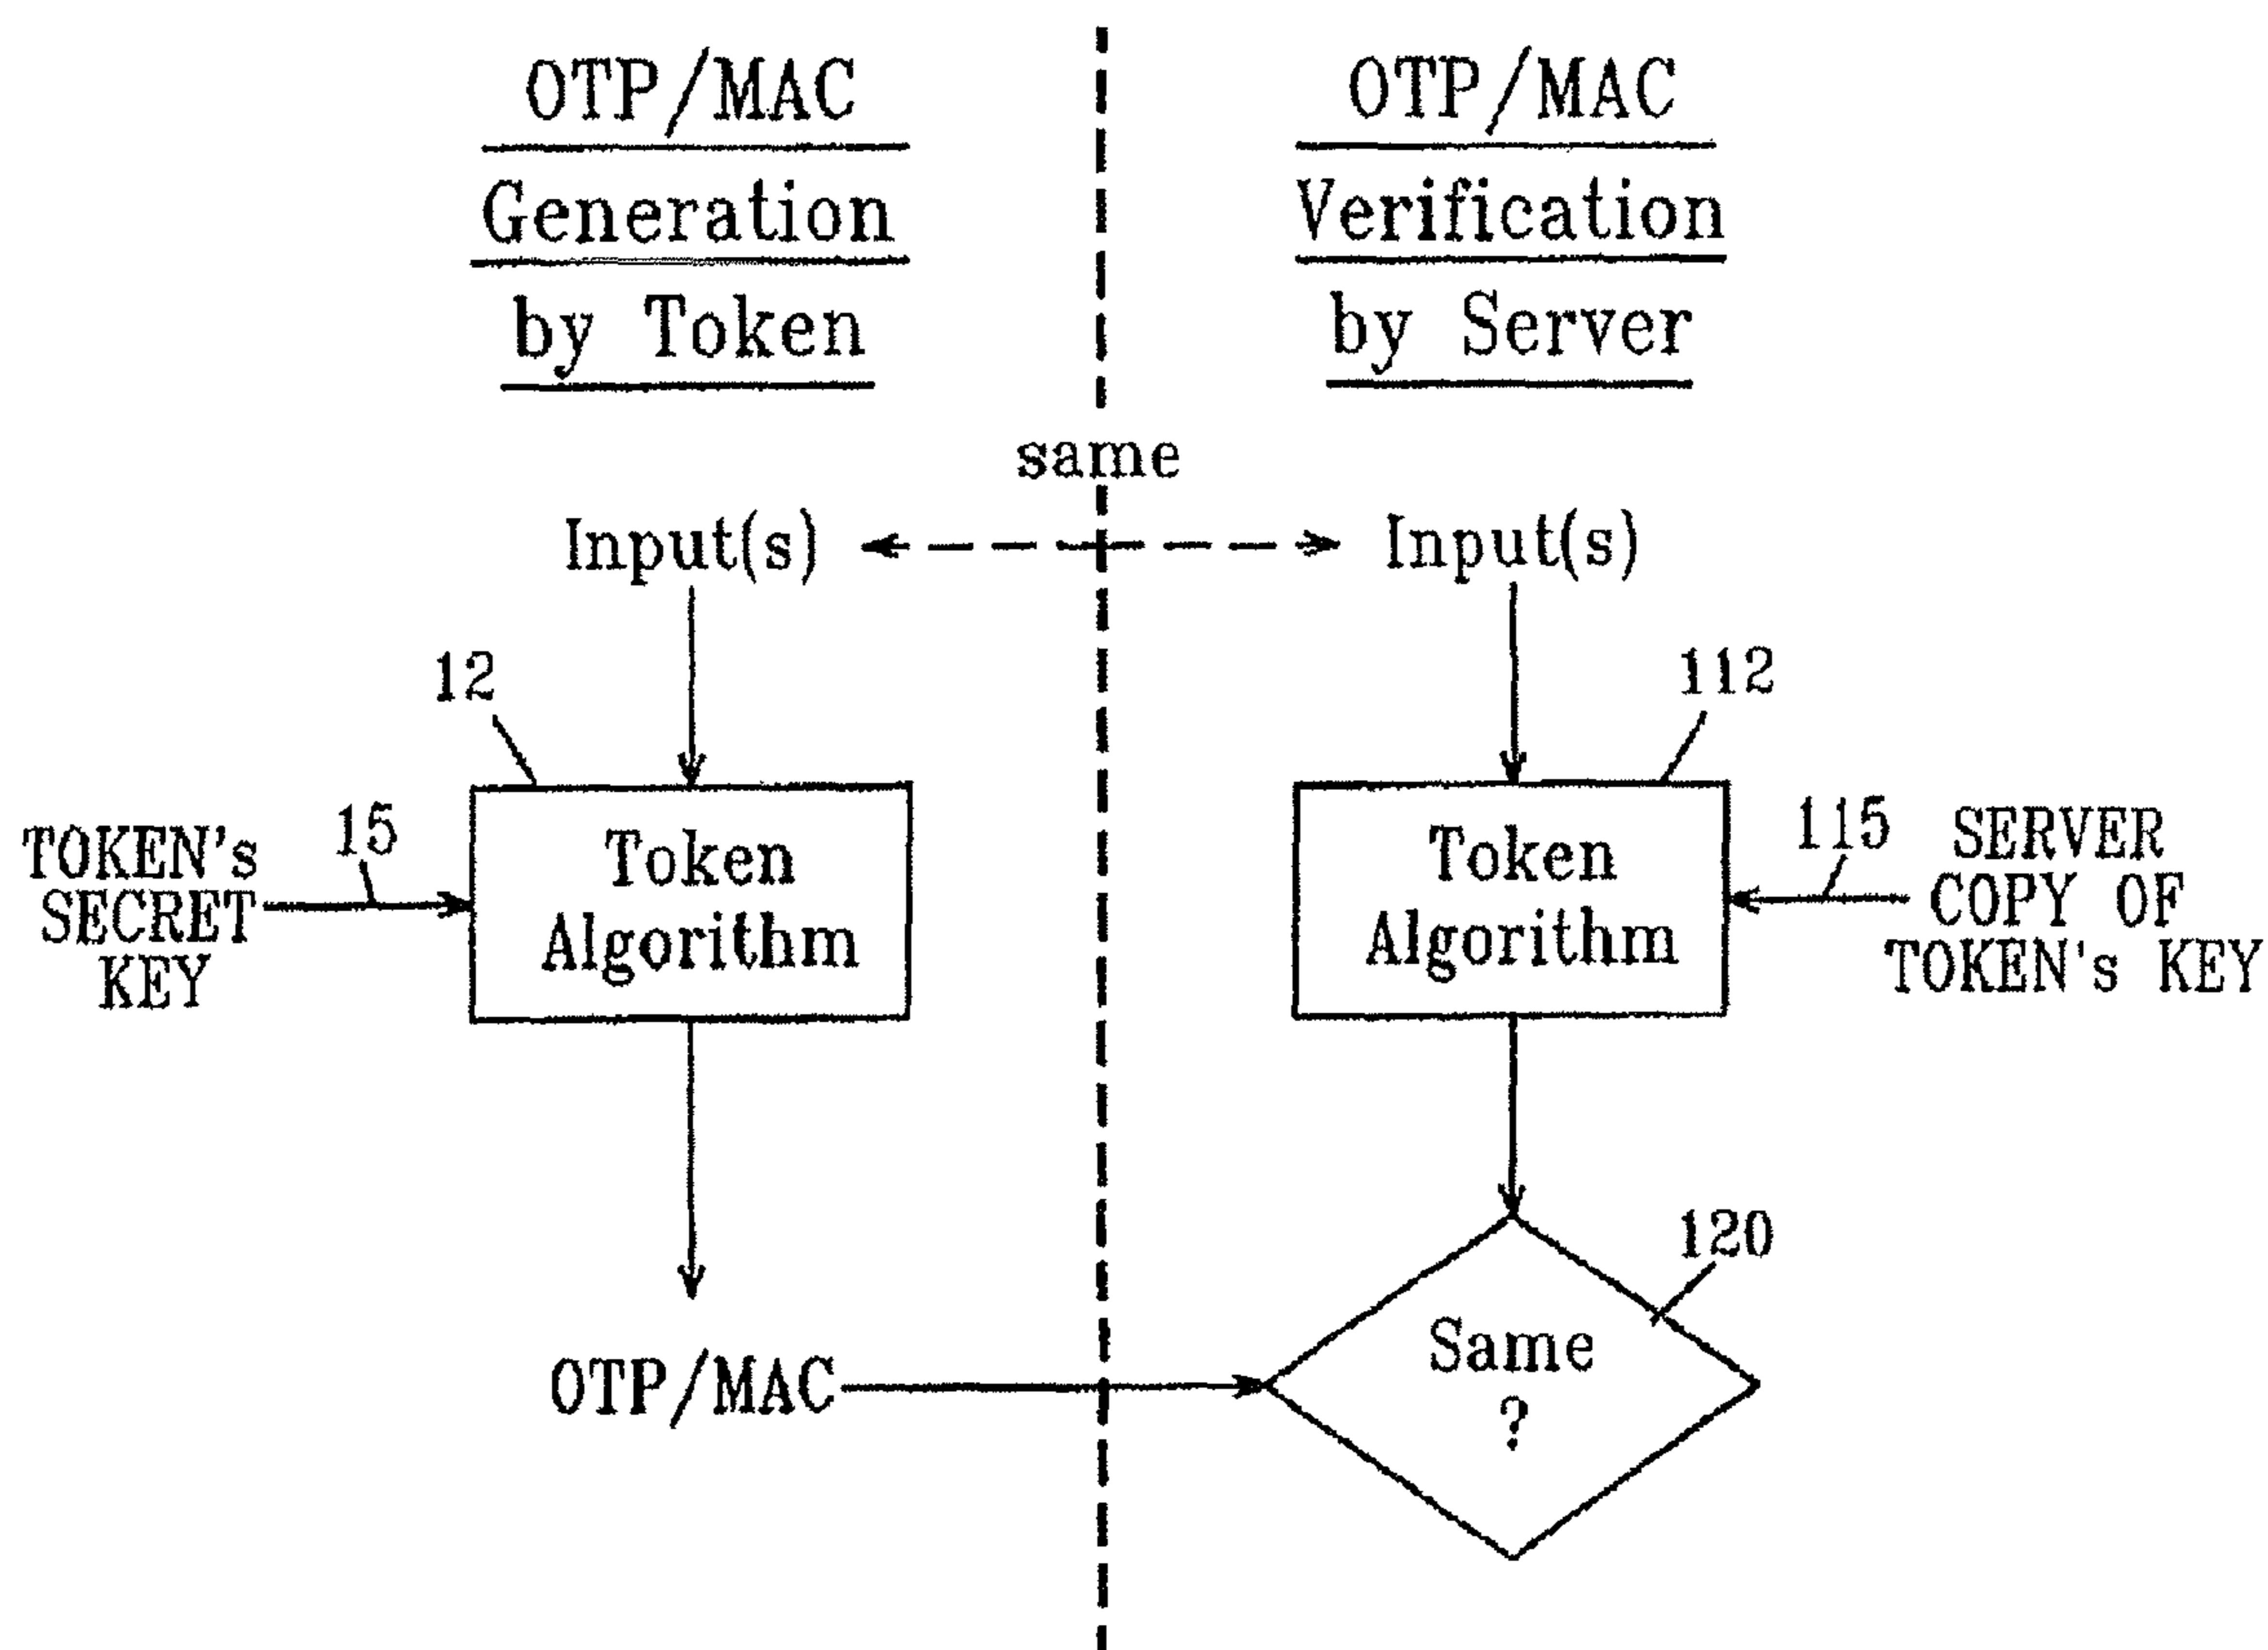 OTP/MAC
Generation
by Token
OTP/MAC
Verification
by Server
same
Input(s)
Input(s)
12
112
TOKEN's
SECRET
KEY
15
Token
Algorithm
Token
Algorithm
115
SERVER
COPY OF
TOKEN's KEY
120
OTP/MAC
Same
?